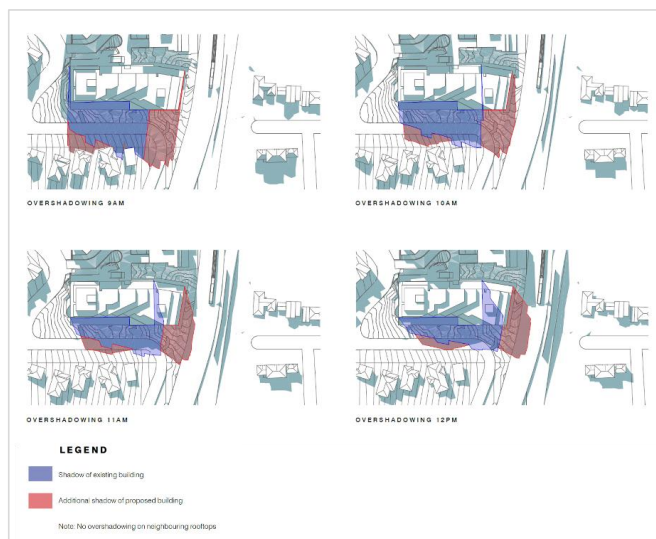 OVERSHADOWING 9AM
OVERSHADOWING 10AM
OVERSHADOWING 11AM
OVERSHADOWING 12PM
LEGEND
Shadow of existing building
Additional shadow of proposed building
Note: No overshadowing on neighbouring rooftops